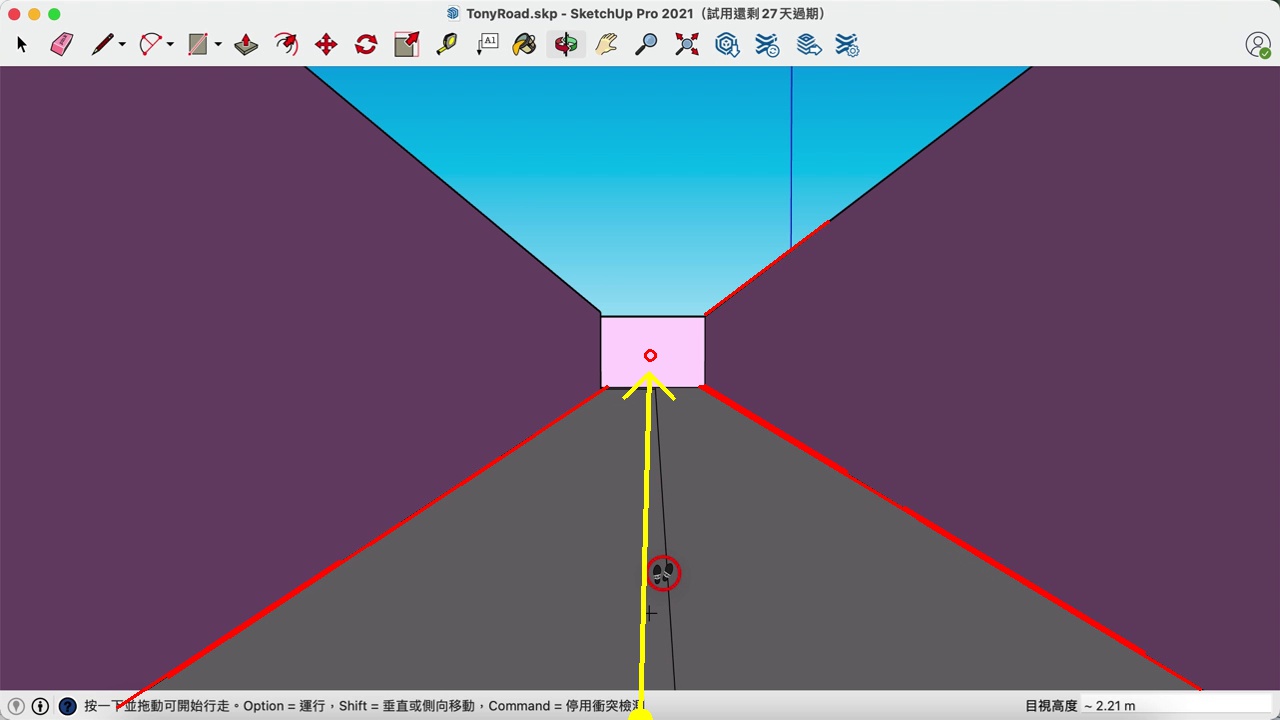 TonyRoad.skp - SketchUp Pro 2021（試用還剩 27 天過期）
A1
按一下並拖動可開始行走。Option = 運行，Shift = 垂直或側向移動，Command = 停用衝突檢測
目視高度 ~ 2.21 m